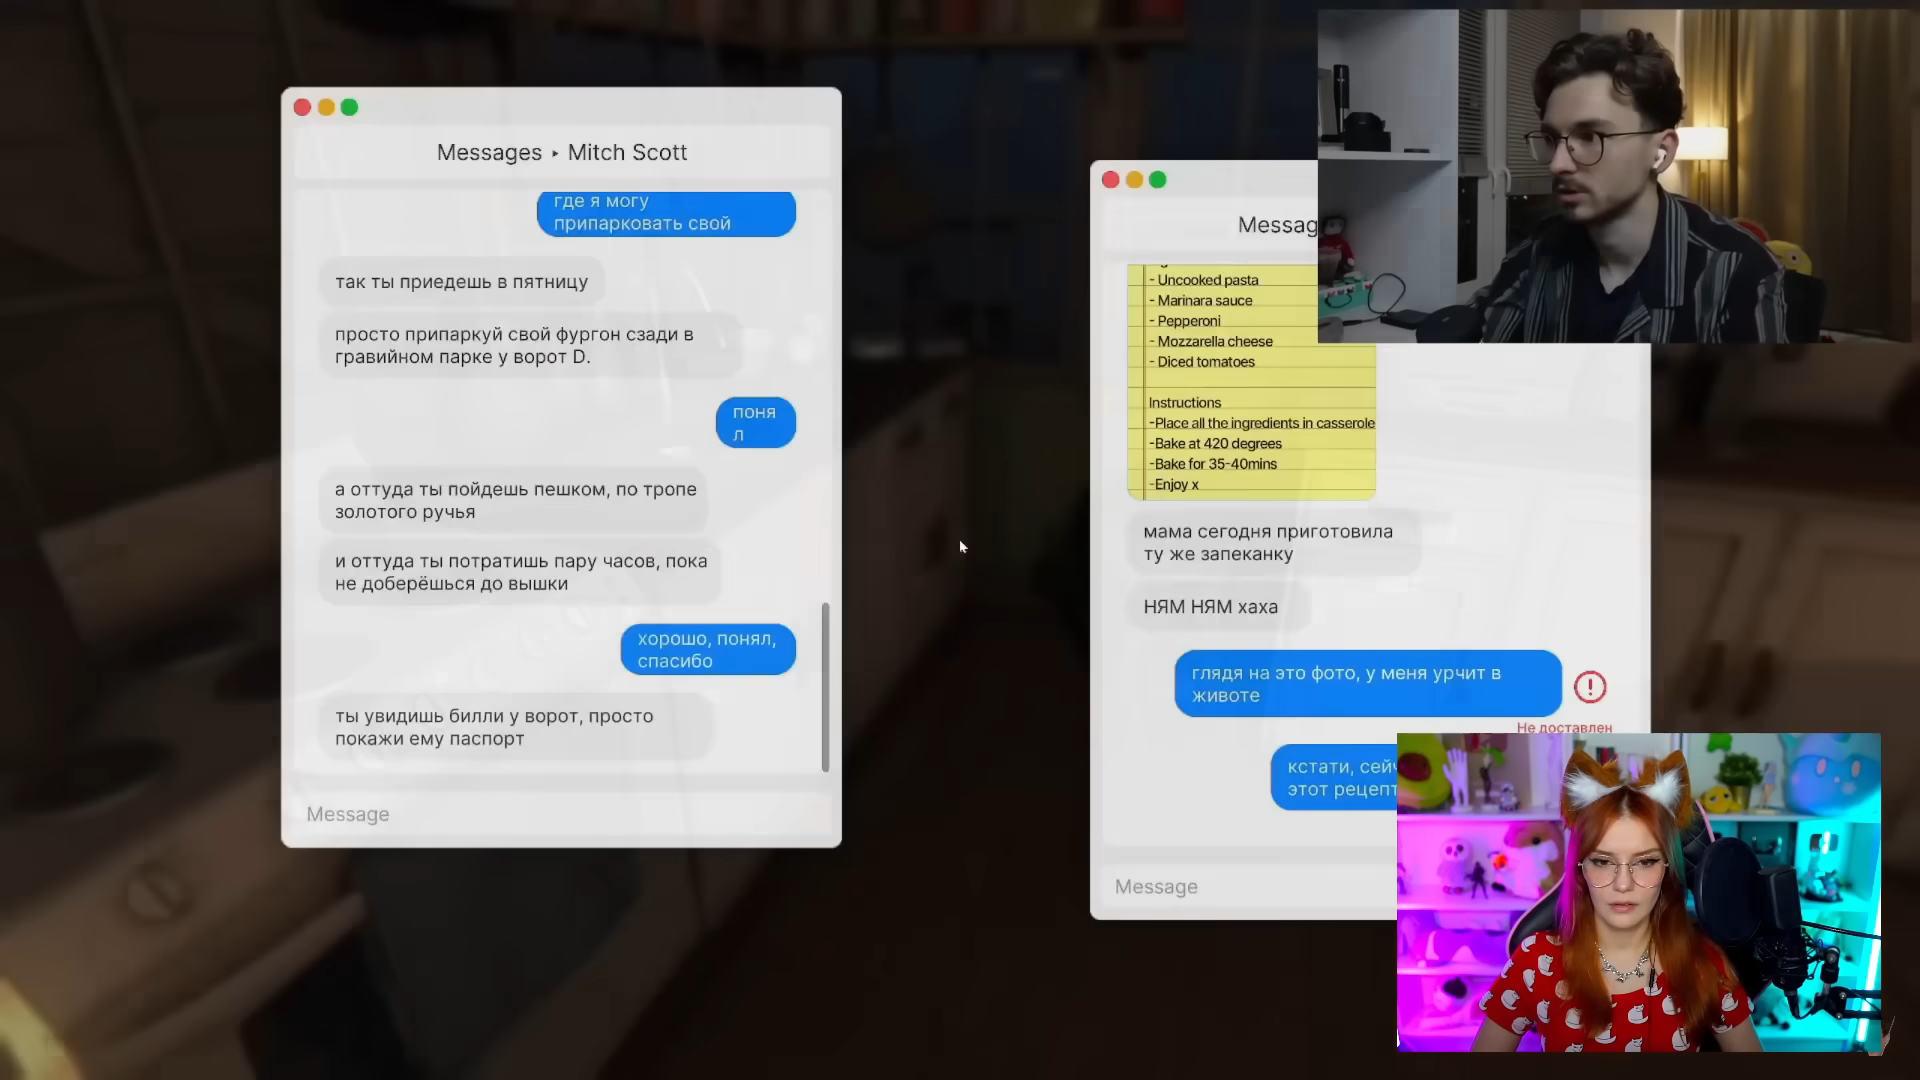 Messages ▸ Mitch Scott
где я могу
припарковать свой
так ты приедешь в пятницу
просто припаркуй свой фургон сзади в
гравийном парке у ворот D.
поня
л
а оттуда ты пойдешь пешком, по тропе
золотого ручья
и оттуда ты потратишь пару часов, пока
не доберёшься до вышки
хорошо, понял,
спасибо
ты увидишь билли у ворот, просто
покажи ему паспорт
Message
Messag
- Uncooked pasta
- Marinara sauce
- Pepperoni
- Mozzarella cheese
- Diced tomatoes
Instructions
-Place all the ingredients in casserole
-Bake at 420 degrees
-Bake for 35-40mins
-Enjoy x
мама сегодня приготовила
ту же запеканку
НЯМ НЯМ хаха
глядя на это фото, у меня урчит в
животе
Не доставлен
кстати, сейч
этот рецепт
Message